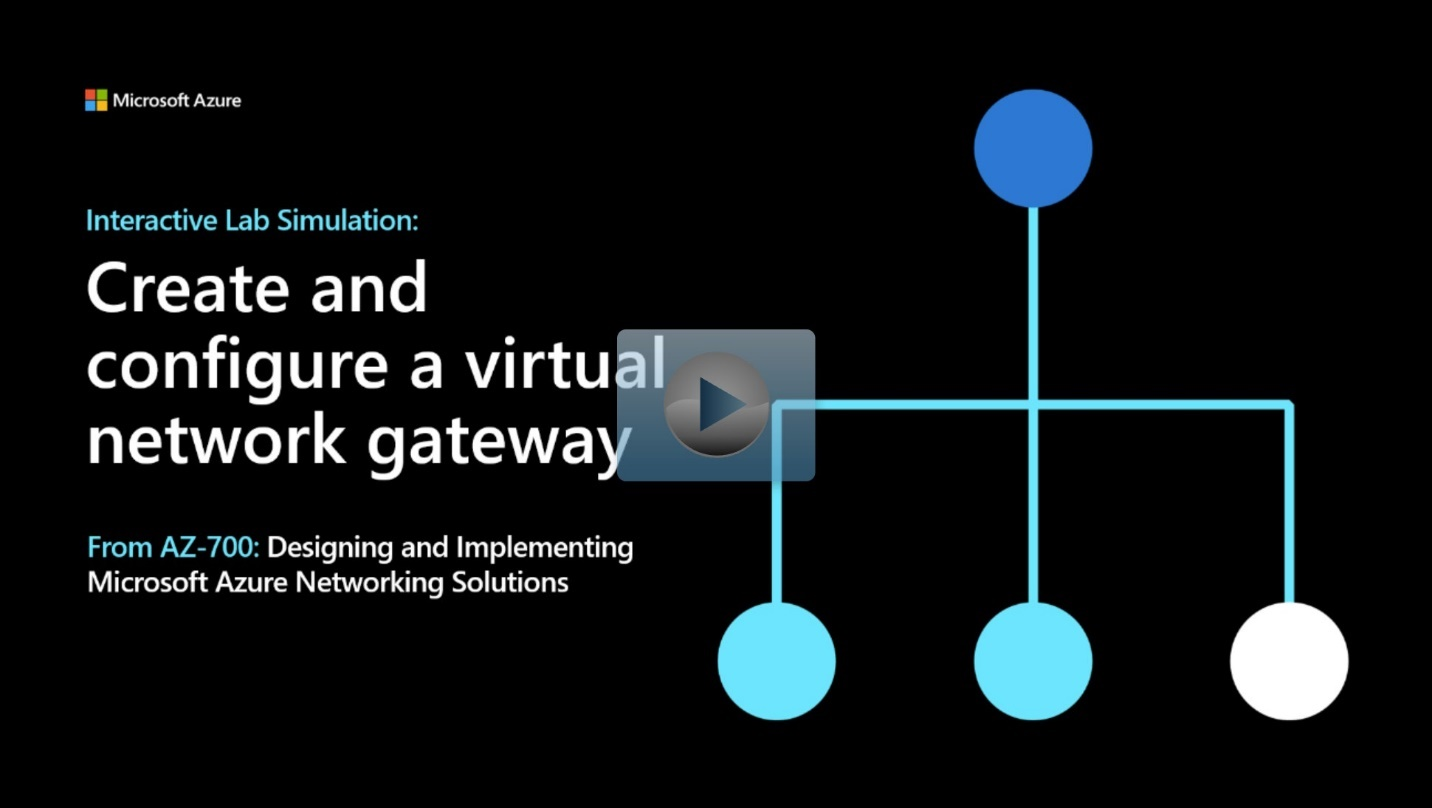 Microsoft Azure
Interactive Lab Simulation:
Create and
configure a virtual
network gateway
From AZ-700: Designing and Implementing
Microsoft Azure Networking Solutions